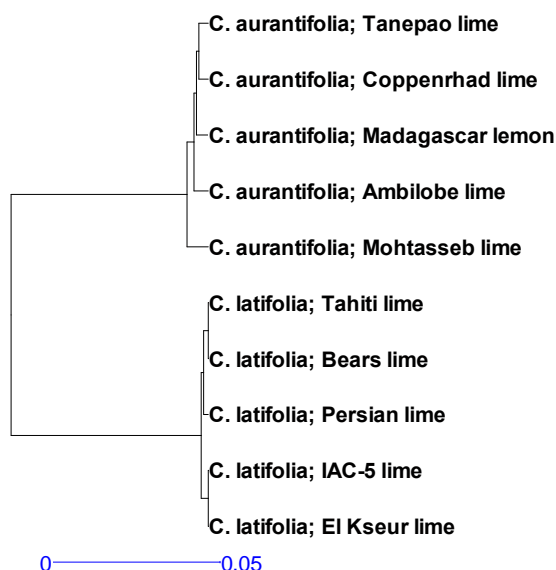 C. aurantifolia; Tanepao lime
C. aurantifolia; Coppenrhad lime
C. aurantifolia; Madagascar lemon
C. aurantifolia; Ambilobe lime
C. aurantifolia; Mohtasseb lime
C. latifolia; Tahiti lime
C. latifolia; Bears lime
C. latifolia; Persian lime
C. latifolia; IAC-5 lime
C. latifolia; El Kseur lime
0 0.05